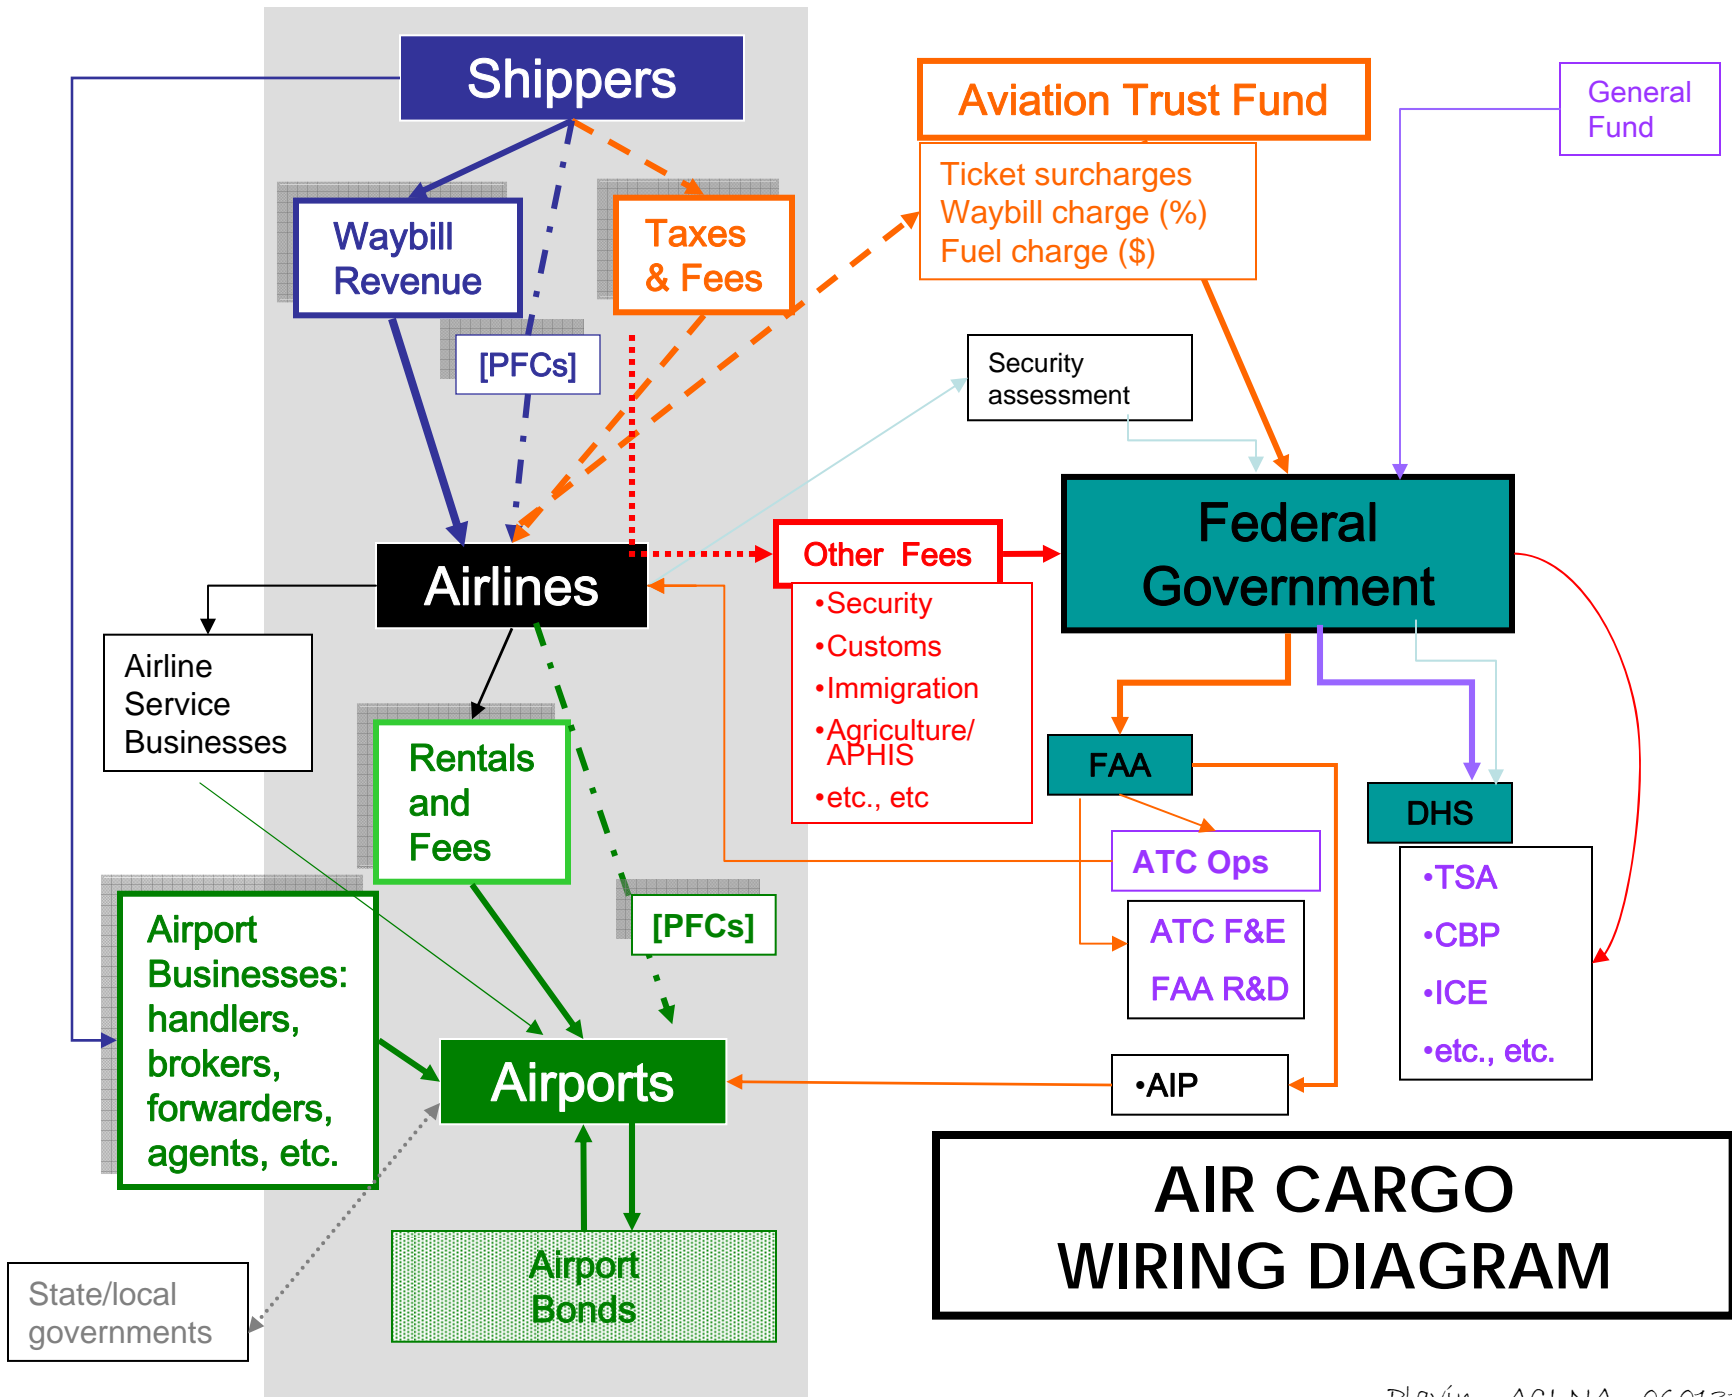 Shippers
Aviation Trust Fund
General
Fund
Ticket surcharges
Waybill charge (%)
Fuel charge ($)
Waybill
Revenue
Taxes
& Fees
[PFCs]
Security
assessment
Federal
Government
Other Fees
•Security
•Customs
•Immigration
•Agriculture/
APHIS
•etc., etc
Airlines
Airline
Service
Businesses
Rentals
and
Fees
FAA
DHS
ATC Ops
•TSA
•CBP
•ICE
•etc., etc.
ATC F&E
FAA R&D
[PFCs]
Airport
Businesses:
handlers,
brokers,
forwarders,
agents, etc.
Airports
•AIP
AIR CARGO
WIRING DIAGRAM
Airport
Bonds
State/local
governments